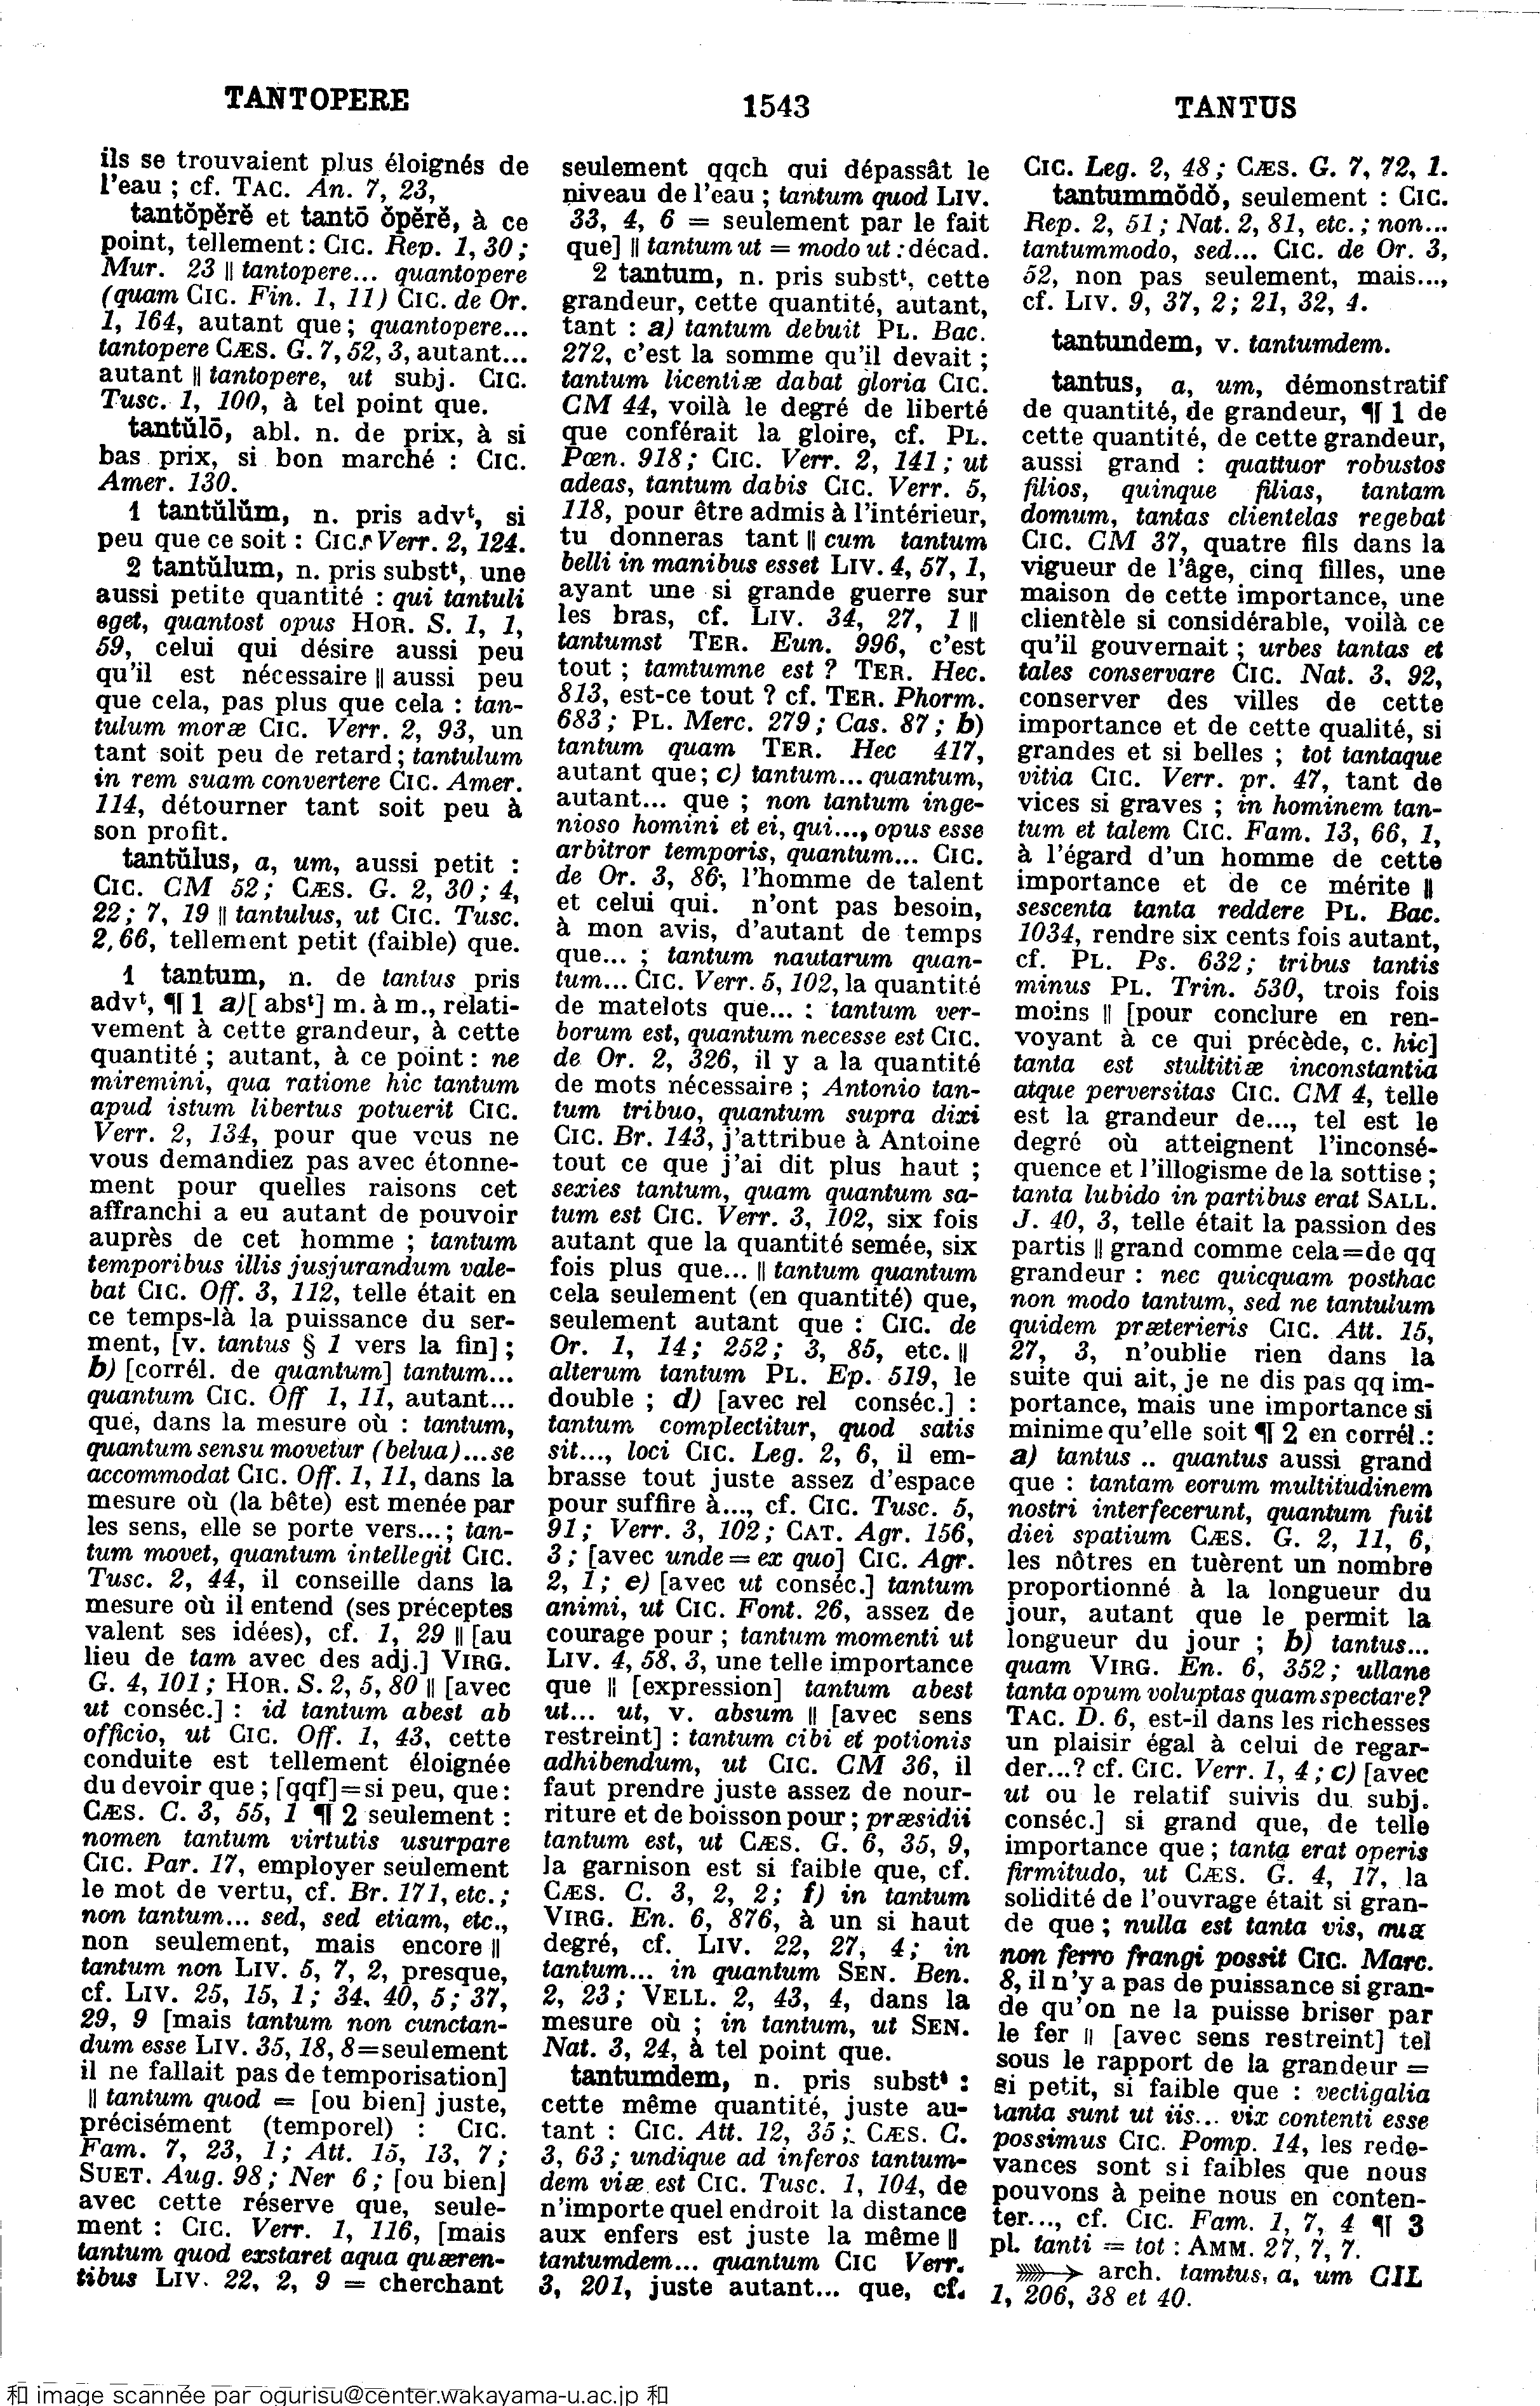 TANTOPERE
1543
TANTUS
ils se trouvaient plus éloignés de
l'eau ; cf. TAC. An. 7, 23,
tantŏpĕrĕ et tantō ŏpĕrĕ, à ce
point, tellement : CIC. Rep. 1, 30 ;
Mur. 23 || tantopere... quantopere
(quam CIC. Fin. 1, 11) CIC. de Or.
1, 164, autant que ; quantopere...
tantopere CÆS. G. 7, 52, 3, autant...
autant || tantopere, ut subj. CIC.
Tusc. 1, 100, à tel point que.
tantŭlō, abl. n. de prix, à si
bas prix, si bon marché : CIC.
Amer. 130.
1 tantŭlŭm, n. pris advᵗ, si
peu que ce soit : CIC. Verr. 2, 124.
2 tantŭlum, n. pris substᵗ, une
aussi petite quantité : qui tantuli
eget, quantost opus HOR. S. 1, 1,
59, celui qui désire aussi peu
qu'il est nécessaire || aussi peu
que cela, pas plus que cela : tan-
tulum moræ CIC. Verr. 2, 93, un
tant soit peu de retard ; tantulum
in rem suam convertere CIC. Amer.
114, détourner tant soit peu à
son profit.
tantŭlus, a, um, aussi petit :
CIC. CM 52 ; CÆS. G. 2, 30 ; 4,
22 ; 7, 19 || tantulus, ut CIC. Tusc.
2, 66, tellement petit (faible) que.
1 tantum, n. de tantus pris
advᵗ, ¶ 1 a) [absᵗ] m. à m., relati-
vement à cette grandeur, à cette
quantité ; autant, à ce point : ne
miremini, qua ratione hic tantum
apud istum libertus potuerit CIC.
Verr. 2, 134, pour que vous ne
vous demandiez pas avec étonne-
ment pour quelles raisons cet
affranchi a eu autant de pouvoir
auprès de cet homme ; tantum
temporibus illis jusjurandum vale-
bat CIC. Off. 3, 112, telle était en
ce temps-là la puissance du ser-
ment, [v. tantus § 1 vers la fin] ;
b) [corrél. de quantum] tantum...
quantum CIC. Off 1, 11, autant...
que, dans la mesure où : tantum,
quantum sensu movetur (belua)...se
accommodat CIC. Off. 1, 11, dans la
mesure où (la bête) est menée par
les sens, elle se porte vers... ; tan-
tum movet, quantum intellegit CIC.
Tusc. 2, 44, il conseille dans la
mesure où il entend (ses préceptes
valent ses idées), cf. 1, 29 || [au
lieu de tam avec des adj.] VIRG.
G. 4, 101 ; HOR. S. 2, 5, 80 || [avec
ut conséc.] : id tantum abest ab
officio, ut CIC. Off. 1, 43, cette
conduite est tellement éloignée
du devoir que ; [qqf]=si peu, que :
CÆS. C. 3, 55, 1 ¶ 2 seulement :
nomen tantum virtutis usurpare
CIC. Par. 17, employer seulement
le mot de vertu, cf. Br. 171, etc. ;
non tantum... sed, sed etiam, etc.,
non seulement, mais encore ||
tantum non LIV. 5, 7, 2, presque,
cf. LIV. 25, 15, 1 ; 34, 40, 5 ; 37,
29, 9 [mais tantum non cunctan-
dum esse LIV. 35, 18, 8=seulement
il ne fallait pas de temporisation]
|| tantum quod = [ou bien] juste,
précisément (temporel) : CIC.
Fam. 7, 23, 1 ; Att. 15, 13, 7 ;
SUET. Aug. 98 ; Ner 6 ; [ou bien]
avec cette réserve que, seule-
ment : CIC. Verr. 1, 116, [mais
tantum quod exstaret aqua quæren-
tibus LIV. 22, 2, 9 = cherchant
seulement qqch qui dépassât le
niveau de l'eau ; tantum quod LIV.
33, 4, 6 = seulement par le fait
que] || tantum ut = modo ut : décad.
2 tantum, n. pris substᵗ, cette
grandeur, cette quantité, autant,
tant : a) tantum debuit PL. Bac.
272, c'est la somme qu'il devait ;
tantum licentiæ dabat gloria CIC.
CM 44, voilà le degré de liberté
que conférait la gloire, cf. PL.
Pœn. 918 ; CIC. Verr. 2, 141 ; ut
adeas, tantum dabis CIC. Verr. 5,
118, pour être admis à l'intérieur,
tu donneras tant || cum tantum
belli in manibus esset LIV. 4, 57, 1,
ayant une si grande guerre sur
les bras, cf. LIV. 34, 27, 1 ||
tantumst TER. Eun. 996, c'est
tout ; tamtumne est ? TER. Hec.
813, est-ce tout ? cf. TER. Phorm.
683 ; PL. Merc. 279 ; Cas. 87 ; b)
tantum quam TER. Hec 417,
autant que ; c) tantum... quantum,
autant... que ; non tantum inge-
nioso homini et ei, qui..., opus esse
arbitror temporis, quantum... CIC.
de Or. 3, 86, l'homme de talent
et celui qui. n'ont pas besoin,
à mon avis, d'autant de temps
que... ; tantum nautarum quan-
tum... CIC. Verr. 5, 102, la quantité
de matelots que... : tantum ver-
borum est, quantum necesse est CIC.
de Or. 2, 326, il y a la quantité
de mots nécessaire ; Antonio tan-
tum tribuo, quantum supra dixi
CIC. Br. 143, j'attribue à Antoine
tout ce que j'ai dit plus haut ;
sexies tantum, quam quantum sa-
tum est CIC. Verr. 3, 102, six fois
autant que la quantité semée, six
fois plus que... || tantum quantum
cela seulement (en quantité) que,
seulement autant que : CIC. de
Or. 1, 14 ; 252 ; 3, 85, etc. ||
alterum tantum PL. Ep. 519, le
double ; d) [avec rel conséc.] :
tantum complectitur, quod satis
sit..., loci CIC. Leg. 2, 6, il em-
brasse tout juste assez d'espace
pour suffire à..., cf. CIC. Tusc. 5,
91 ; Verr. 3, 102 ; CAT. Agr. 156,
3 ; [avec unde = ex quo] CIC. Agr.
2, 1 ; e) [avec ut conséc.] tantum
animi, ut CIC. Font. 26, assez de
courage pour ; tantum momenti ut
LIV. 4, 58, 3, une telle importance
que || [expression] tantum abest
ut... ut, v. absum || [avec sens
restreint] : tantum cibi et potionis
adhibendum, ut CIC. CM 36, il
faut prendre juste assez de nour-
riture et de boisson pour ; præsidii
tantum est, ut CÆS. G. 6, 35, 9,
la garnison est si faible que, cf.
CÆS. C. 3, 2, 2 ; f) in tantum
VIRG. En. 6, 876, à un si haut
degré, cf. LIV. 22, 27, 4 ; in
tantum... in quantum SEN. Ben.
2, 23 ; VELL. 2, 43, 4, dans la
mesure où ; in tantum, ut SEN.
Nat. 3, 24, à tel point que.
tantumdem, n. pris substᵗ :
cette même quantité, juste au-
tant : CIC. Att. 12, 35 ; CÆS. C.
3, 63 ; undique ad inferos tantum-
dem viæ est CIC. Tusc. 1, 104, de
n'importe quel endroit la distance
aux enfers est juste la même ||
tantumdem... quantum CIC Verr.
3, 201, juste autant... que, cf.
CIC. Leg. 2, 48 ; CÆS. G. 7, 72, 1.
tantummŏdŏ, seulement : CIC.
Rep. 2, 51 ; Nat. 2, 81, etc. ; non...
tantummodo, sed... CIC. de Or. 3,
52, non pas seulement, mais...,
cf. LIV. 9, 37, 2 ; 21, 32, 4.
tantundem, v. tantumdem.
tantus, a, um, démonstratif
de quantité, de grandeur, ¶ 1 de
cette quantité, de cette grandeur,
aussi grand : quattuor robustos
filios, quinque filias, tantam
domum, tantas clientelas regebat
CIC. CM 37, quatre fils dans la
vigueur de l'âge, cinq filles, une
maison de cette importance, une
clientèle si considérable, voilà ce
qu'il gouvernait ; urbes tantas et
tales conservare CIC. Nat. 3, 92,
conserver des villes de cette
importance et de cette qualité, si
grandes et si belles ; tot tantaque
vitia CIC. Verr. pr. 47, tant de
vices si graves ; in hominem tan-
tum et talem CIC. Fam. 13, 66, 1,
à l'égard d'un homme de cette
importance et de ce mérite ||
sescenta tanta reddere PL. Bac.
1034, rendre six cents fois autant,
cf. PL. Ps. 632 ; tribus tantis
minus PL. Trin. 530, trois fois
moins || [pour conclure en ren-
voyant à ce qui précède, c. hic]
tanta est stultitiæ inconstantia
atque perversitas CIC. CM 4, telle
est la grandeur de..., tel est le
degré où atteignent l'inconsé-
quence et l'illogisme de la sottise ;
tanta lubido in partibus erat SALL.
J. 40, 3, telle était la passion des
partis || grand comme cela=de qq
grandeur : nec quicquam posthac
non modo tantum, sed ne tantulum
quidem præterieris CIC. Att. 15,
27, 3, n'oublie rien dans la
suite qui ait, je ne dis pas qq im-
portance, mais une importance si
minime qu'elle soit ¶ 2 en corrél. :
a) tantus .. quantus aussi grand
que : tantam eorum multitudinem
nostri interfecerunt, quantum fuit
diei spatium CÆS. G. 2, 11, 6,
les nôtres en tuèrent un nombre
proportionné à la longueur du
jour, autant que le permit la
longueur du jour ; b) tantus...
quam VIRG. En. 6, 352 ; ullane
tanta opum voluptas quam spectare?
TAC. D. 6, est-il dans les richesses
un plaisir égal à celui de regar-
der...? cf. CIC. Verr. 1, 4 ; c) [avec
ut ou le relatif suivis du subj.
conséc.] si grand que, de telle
importance que ; tanta erat operis
firmitudo, ut CÆS. G. 4, 17, la
solidité de l'ouvrage était si gran-
de que ; nulla est tanta vis, quæ
non ferro frangi possit CIC. Marc.
8, il n'y a pas de puissance si gran-
de qu'on ne la puisse briser par
le fer || [avec sens restreint] tel
sous le rapport de la grandeur =
si petit, si faible que : vectigalia
tanta sunt ut iis... vix contenti esse
possimus CIC. Pomp. 14, les rede-
vances sont si faibles que nous
pouvons à peine nous en conten-
ter..., cf. CIC. Fam. 1, 7, 4 ¶ 3
pl. tanti = tot : AMM. 27, 7, 7.
arch. tamtus, a, um CIL
1, 206, 38 et 40.
和 image scannée par ogurisu@center.wakayama-u.ac.jp 和